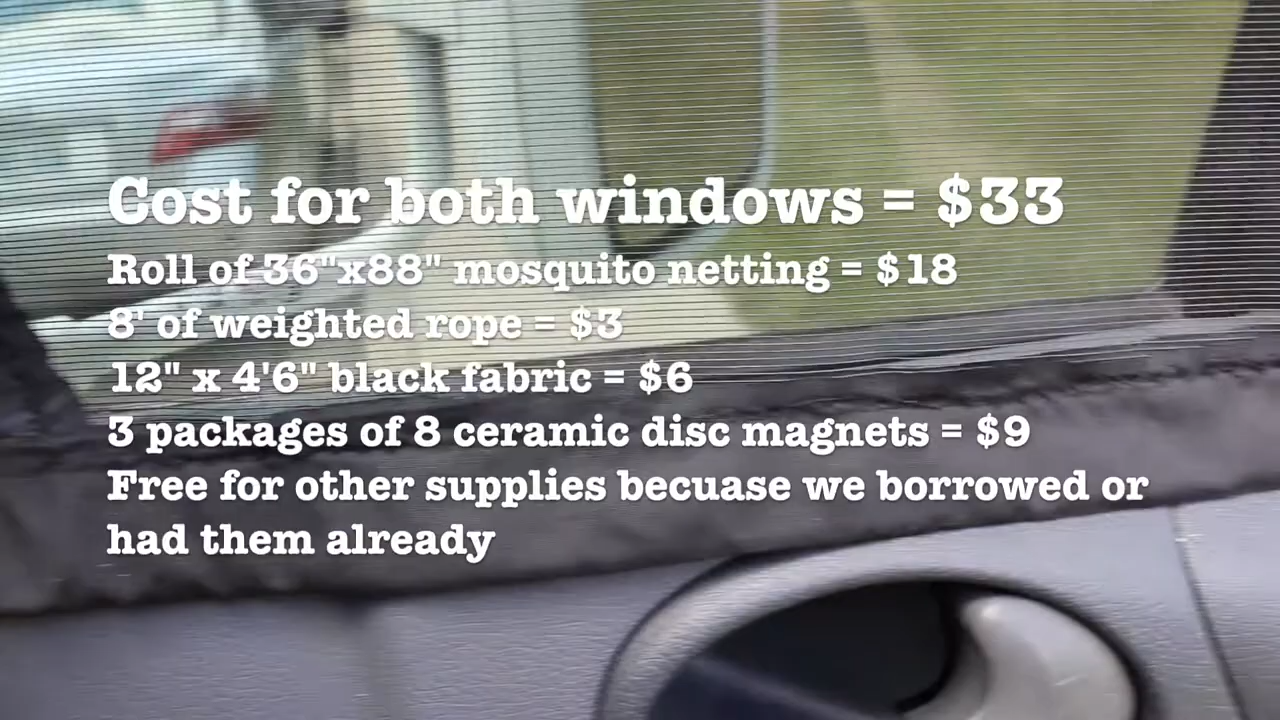 Cost for both windows = $33
Roll of 36"x88" mosquito netting = $18
8' of weighted rope = $3
12" x 4'6" black fabric = $6
3 packages of 8 ceramic disc magnets = $9
Free for other supplies becuase we borrowed or
had them already